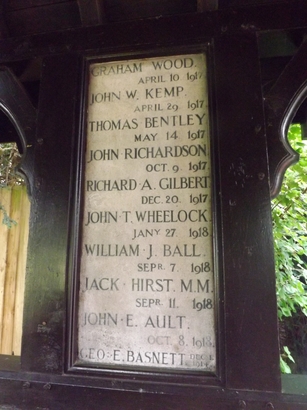 GRAHAM WOOD.
APRIL 10 1917.
JOHN W. KEMP.
APRIL 29 1917.
THOMAS BENTLEY
MAY 14 1917
JOHN RICHARDSON
OCT. 9 1917.
RICHARD A. GILBERT
DEC. 20 1917
JOHN·T. WHEELOCK
JANY 27. 1918.
WILLIAM·J. BALL.
SEPR. 7 1918
JACK·HIRST. M.M.
SEPR. 11. 1918
JOHN·E. AULT.
OCT. 8 1918.
GEO·E. BASNETT